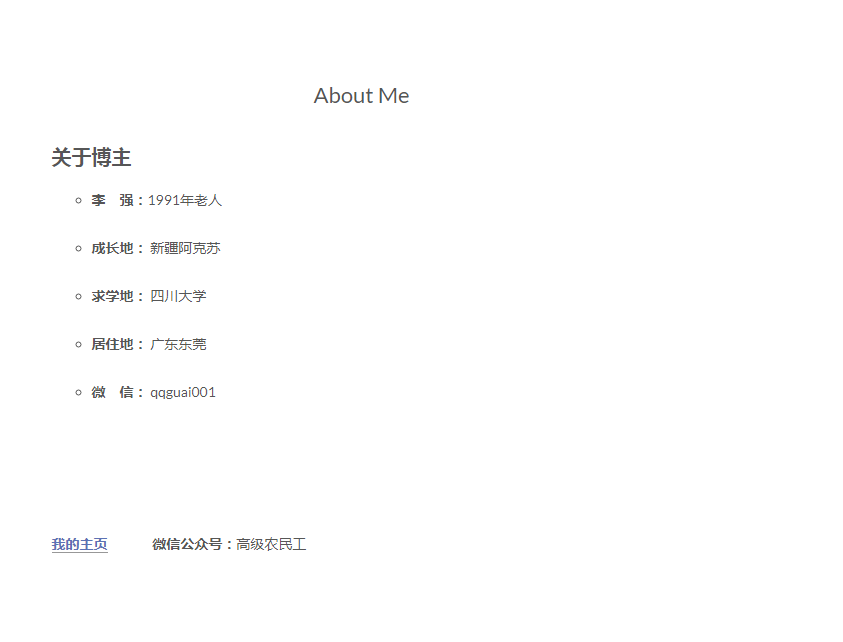 About Me
关于博主
李　强：1991年老人
成长地： 新疆阿克苏
求学地： 四川大学
居住地： 广东东莞
微　信： qqguai001
我的主页　　　微信公众号：高级农民工